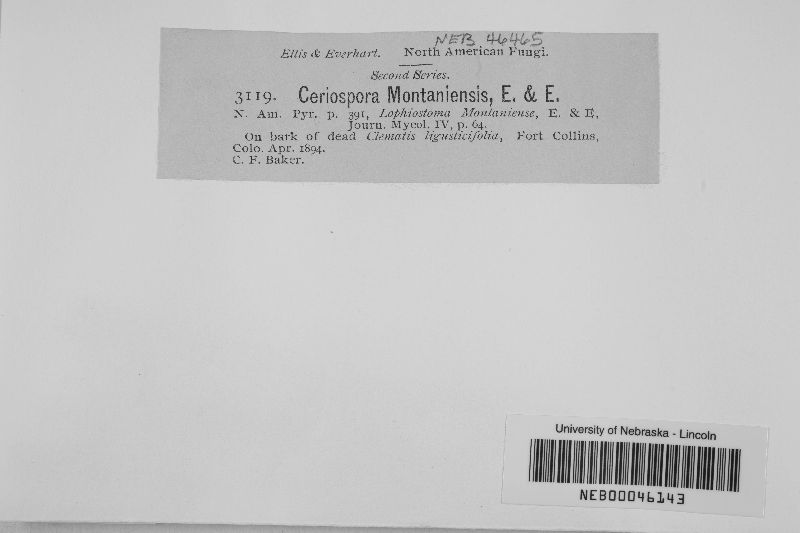 NEB 46465
Ellis & Everhart. North American Fungi.
Second Series.
3119. Ceriospora Montaniensis, E. & E.
N. Am. Pyr. p. 391, Lophiostoma Montaniense, E. & E,
Journ. Mycol. IV, p. 64.
On bark of dead Clematis ligusticifolia, Fort Collins,
Colo. Apr. 1894.
C. F. Baker.
University of Nebraska - Lincoln
NEB00046143